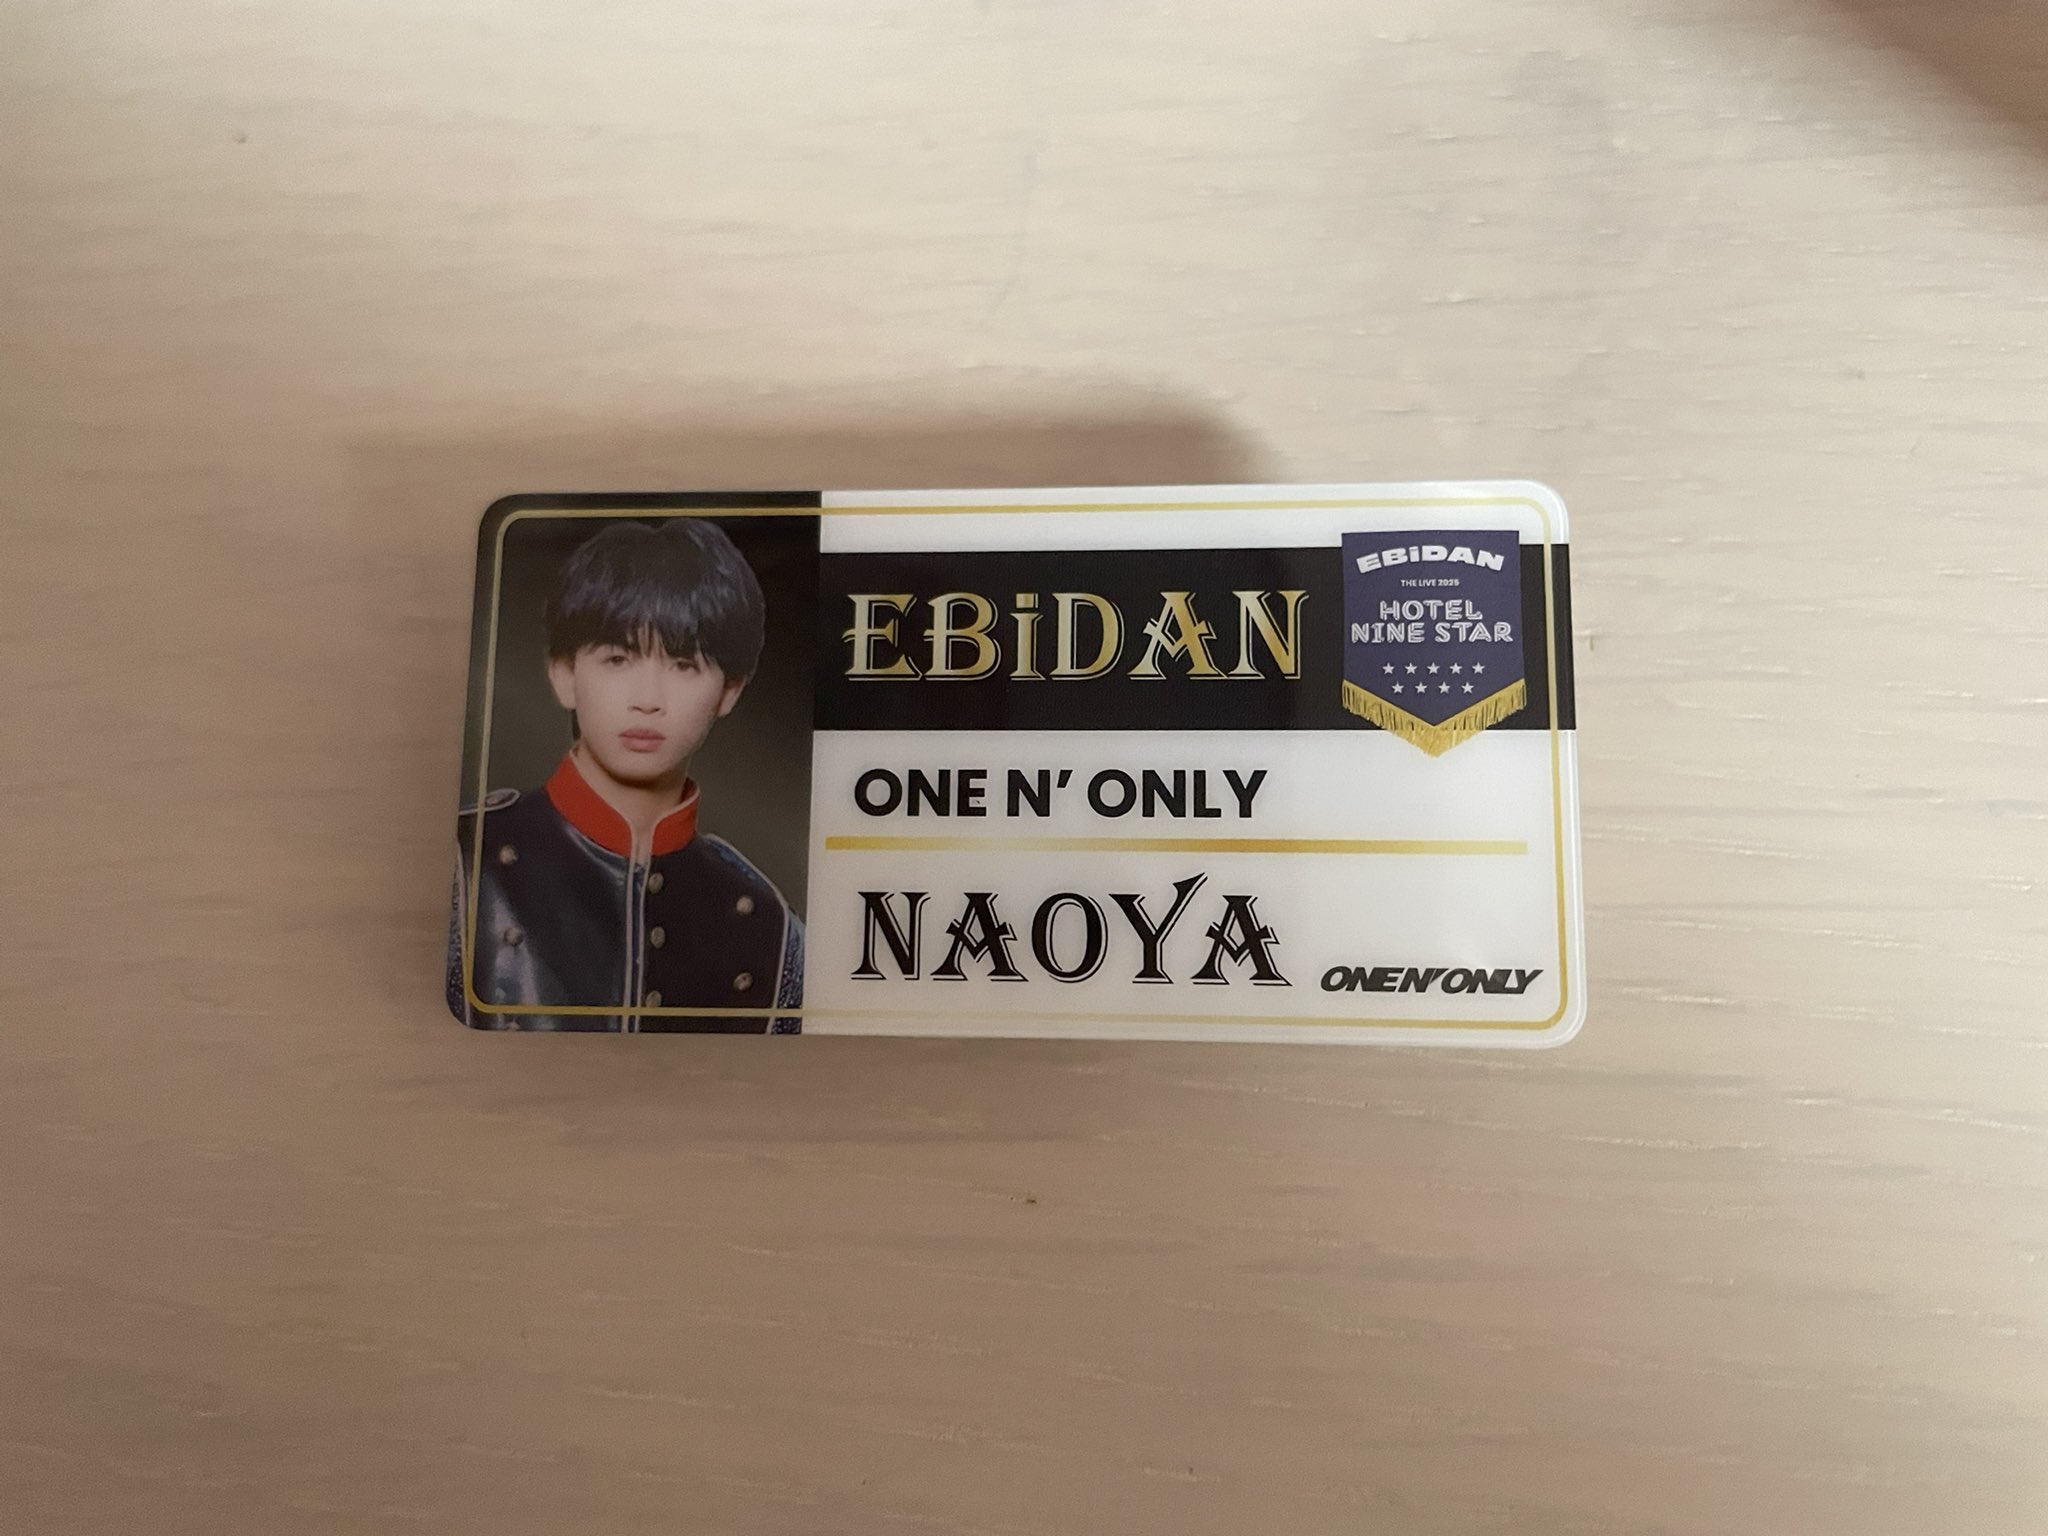 EBiDAN
EBiDAN
THE LIVE 2025
HOTEL
NINE STAR
ONE N' ONLY
NAOYA
ONE N' ONLY